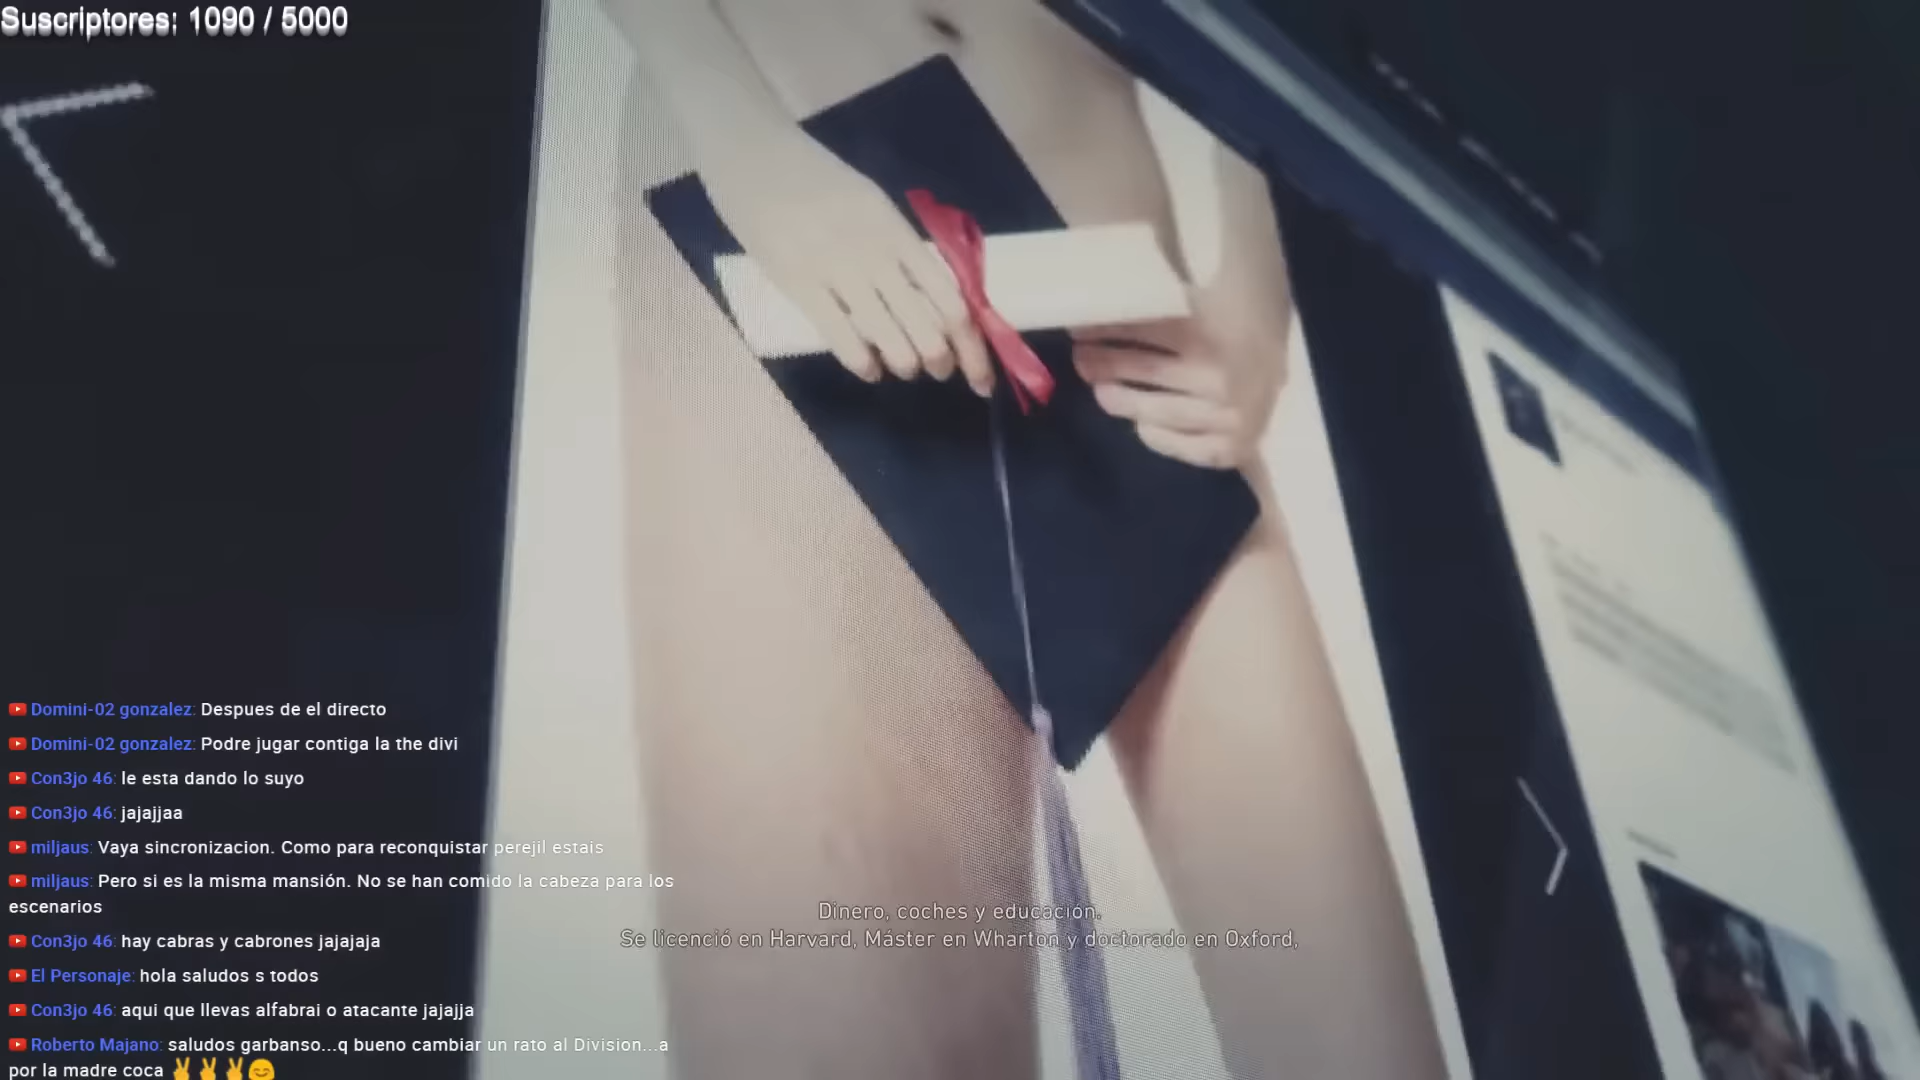 Suscriptores: 1090 / 5000
Domini-02 gonzalez: Despues de el directo
Domini-02 gonzalez: Podre jugar contiga la the divi
Con3jo 46: le esta dando lo suyo
Con3jo 46: jajajjaa
miljaus: Vaya sincronizacion. Como para reconquistar perejil estais
miljaus: Pero si es la misma mansión. No se han comido la cabeza para los
escenarios
Con3jo 46: hay cabras y cabrones jajajaja
El Personaje: hola saludos s todos
Con3jo 46: aqui que llevas alfabrai o atacante jajajja
Roberto Majano: saludos garbanso...q bueno cambiar un rato al Division...a
por la madre coca ✌✌✌😊
Dinero, coches y educación.
Se licenció en Harvard, Máster en Wharton y doctorado en Oxford,